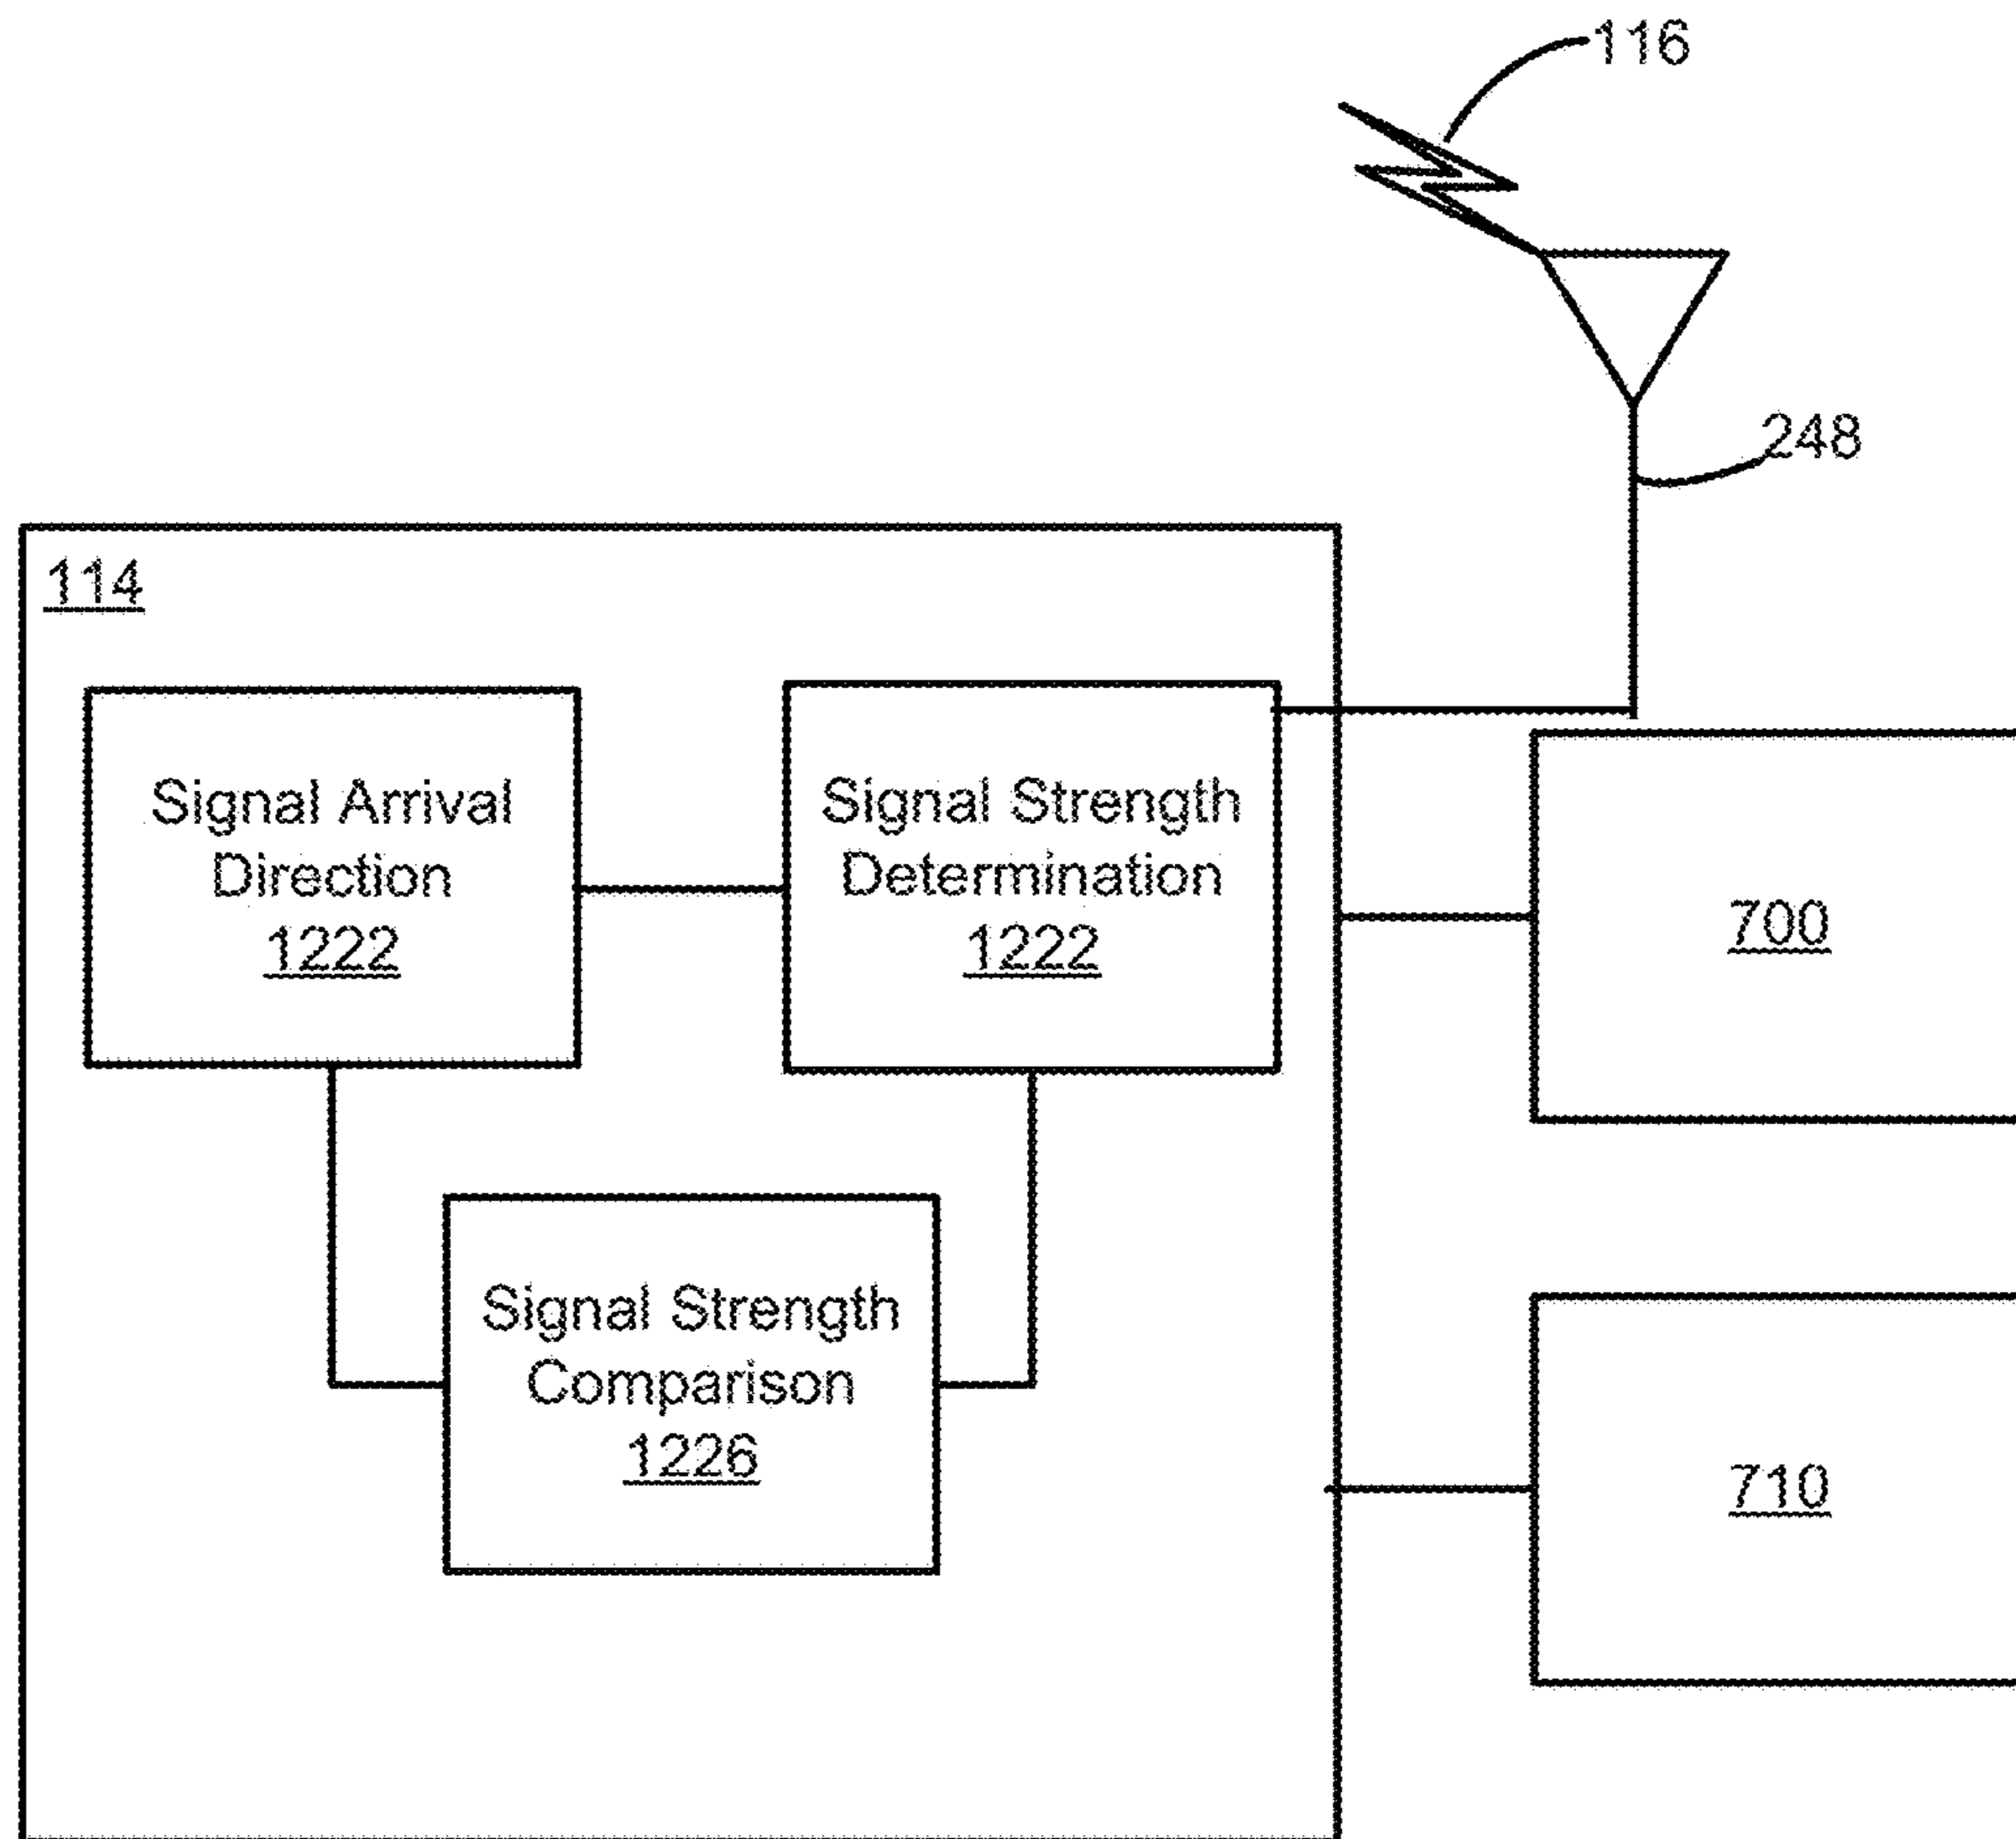 116
248
114
Signal Arrival
Direction
1222
Signal Strength
Determination
1222
700
Signal Strength
Comparison
1226
710